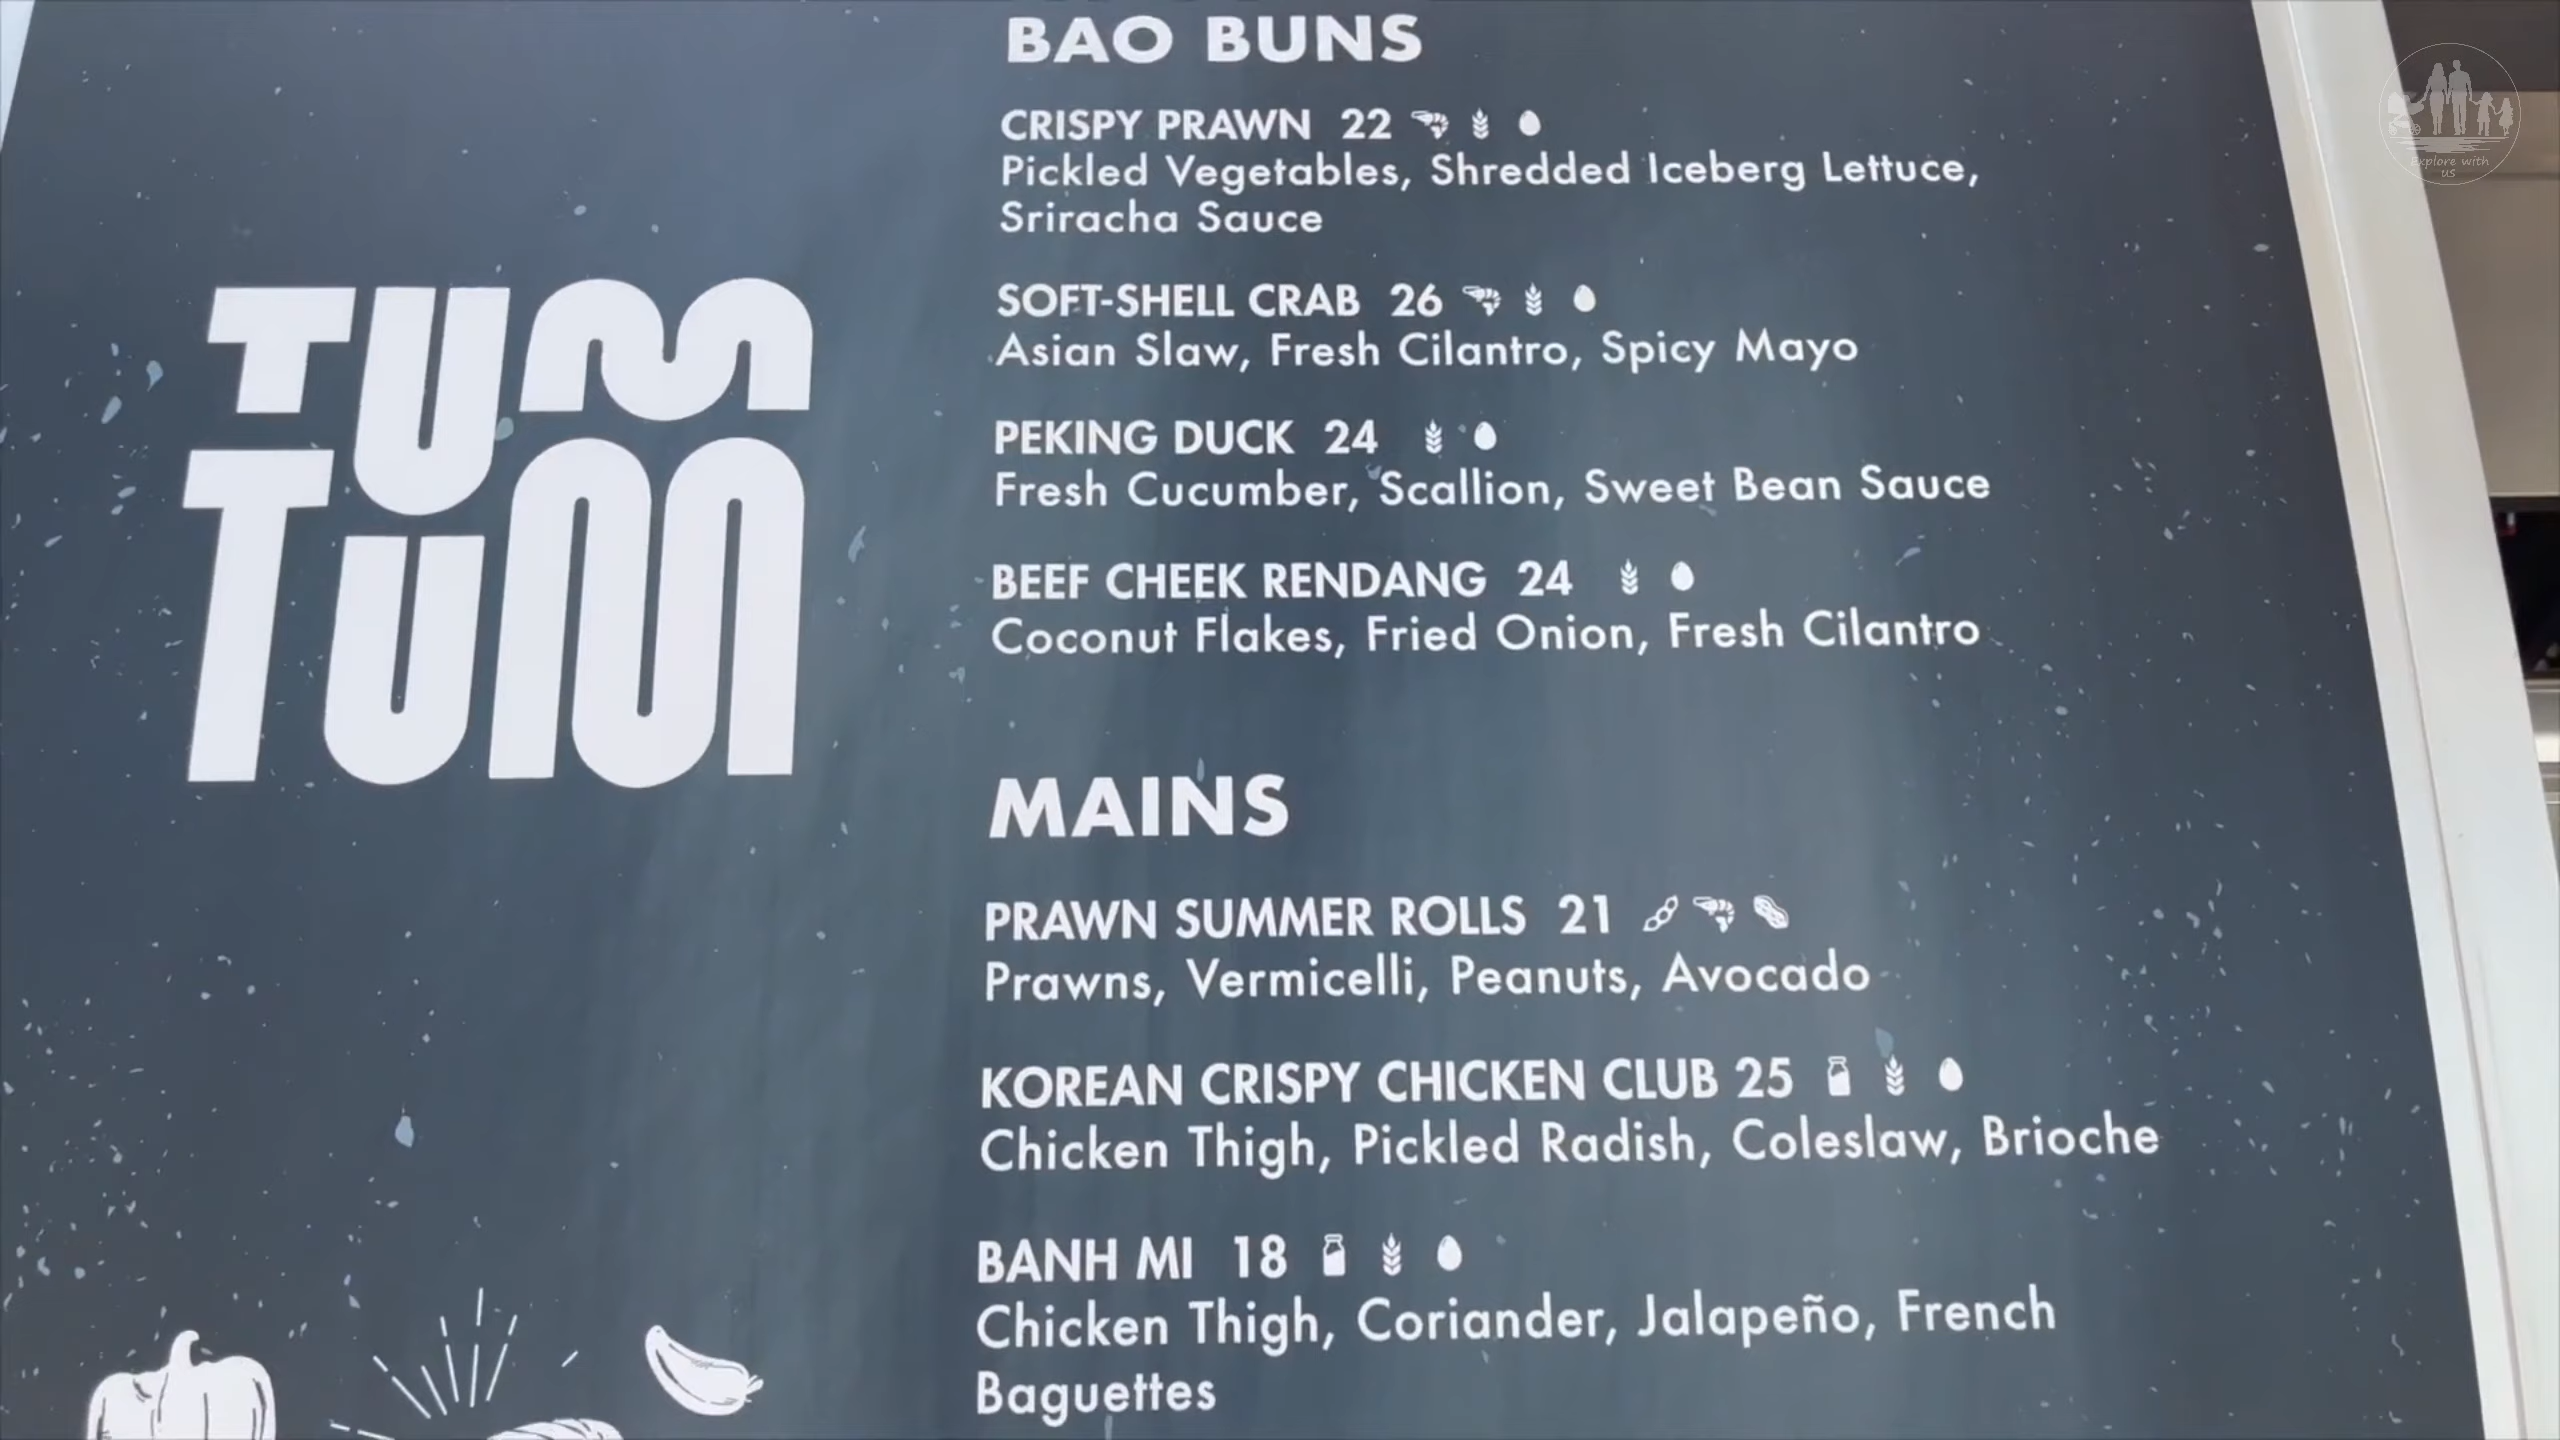 TUM
TUM
BAO BUNS
CRISPY PRAWN 22
Pickled Vegetables, Shredded Iceberg Lettuce,
Sriracha Sauce
SOFT-SHELL CRAB 26
Asian Slaw, Fresh Cilantro, Spicy Mayo
PEKING DUCK 24
Fresh Cucumber, Scallion, Sweet Bean Sauce
BEEF CHEEK RENDANG 24
Coconut Flakes, Fried Onion, Fresh Cilantro
MAINS
PRAWN SUMMER ROLLS 21
Prawns, Vermicelli, Peanuts, Avocado
KOREAN CRISPY CHICKEN CLUB 25
Chicken Thigh, Pickled Radish, Coleslaw, Brioche
BANH MI 18
Chicken Thigh, Coriander, Jalapeño, French
Baguettes
Explore with
us